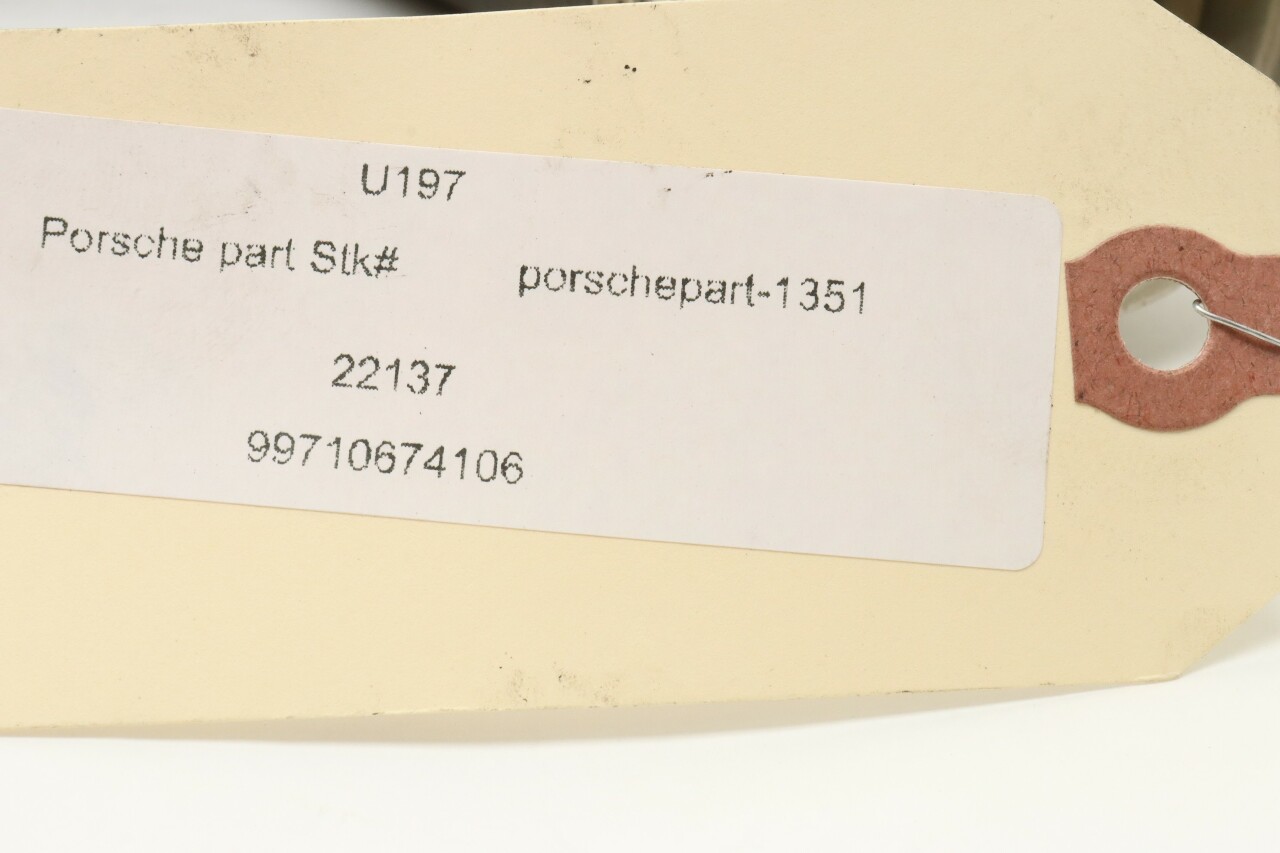 U197
Porsche part Stk# porschepart-1351
22137
99710674106